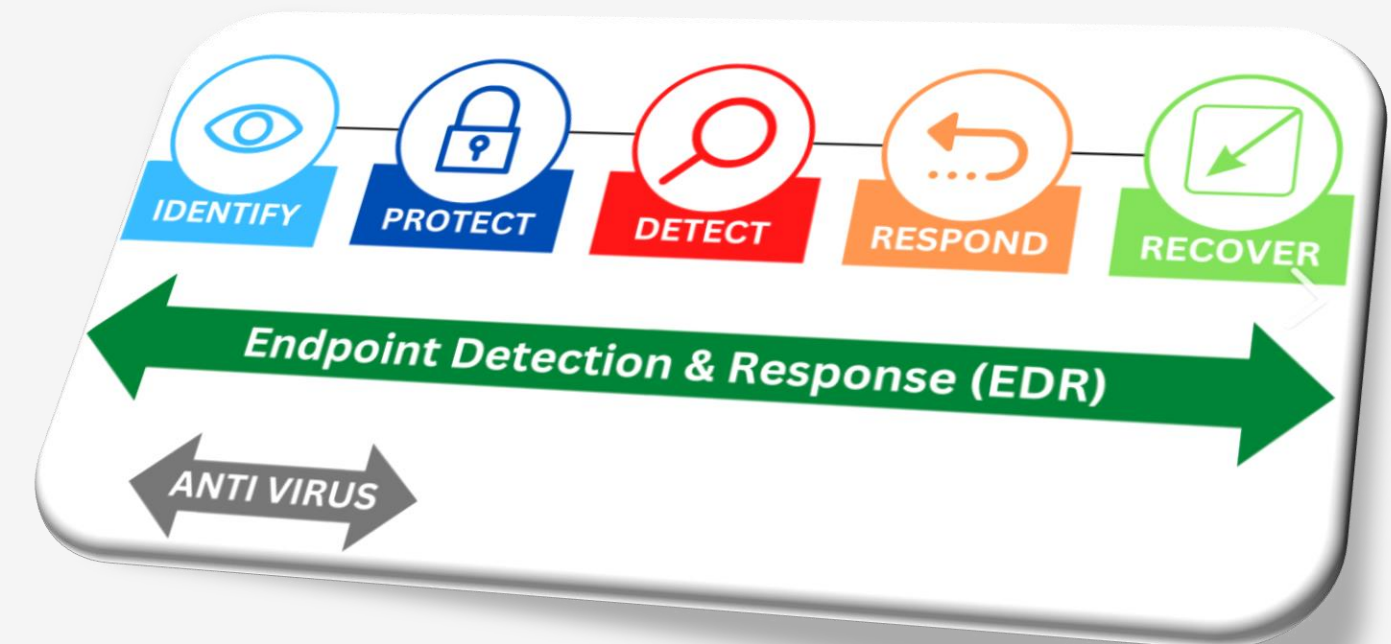 IDENTIFY
PROTECT
DETECT
RESPOND
RECOVER
Endpoint Detection & Response (EDR)
ANTI VIRUS